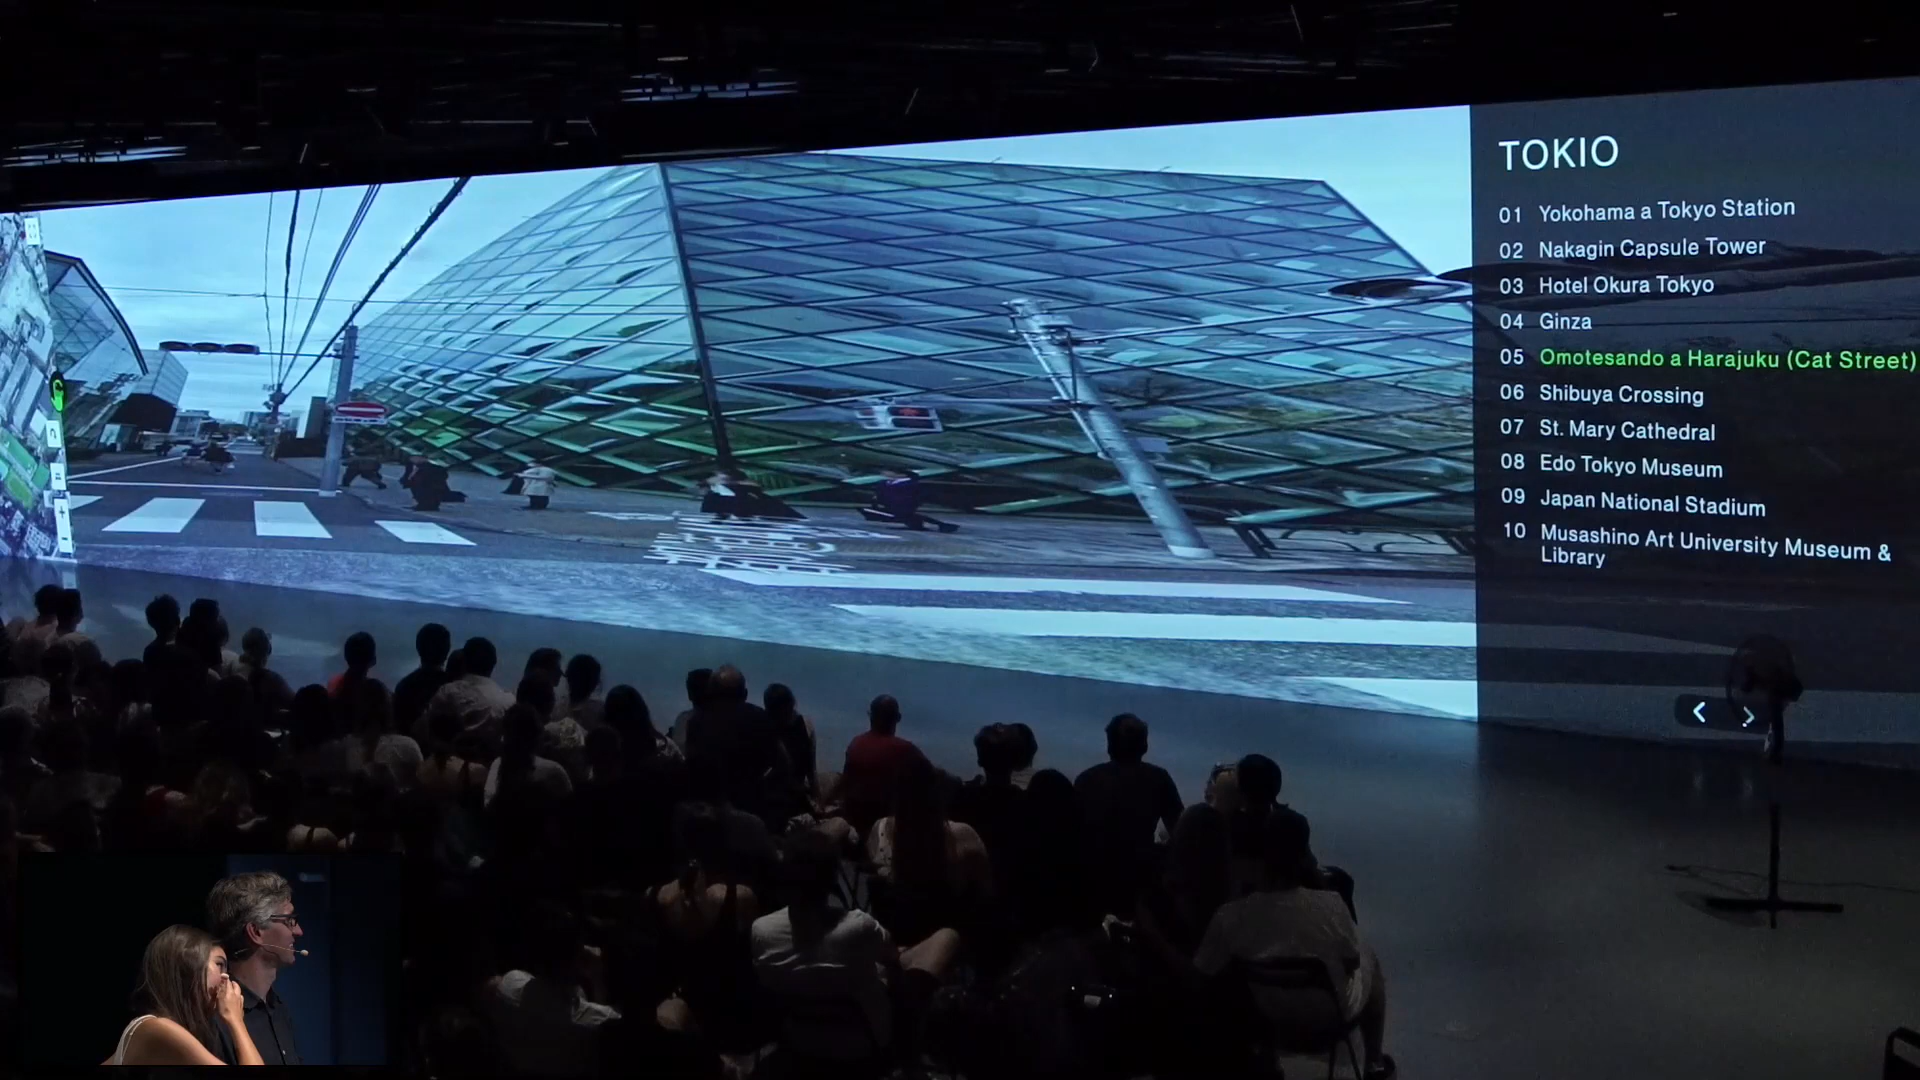 TOKIO
01 Yokohama a Tokyo Station
02 Nakagin Capsule Tower
03 Hotel Okura Tokyo
04 Ginza
05 Omotesando a Harajuku (Cat Street)
06 Shibuya Crossing
07 St. Mary Cathedral
08 Edo Tokyo Museum
09 Japan National Stadium
10 Musashino Art University Museum &
Library